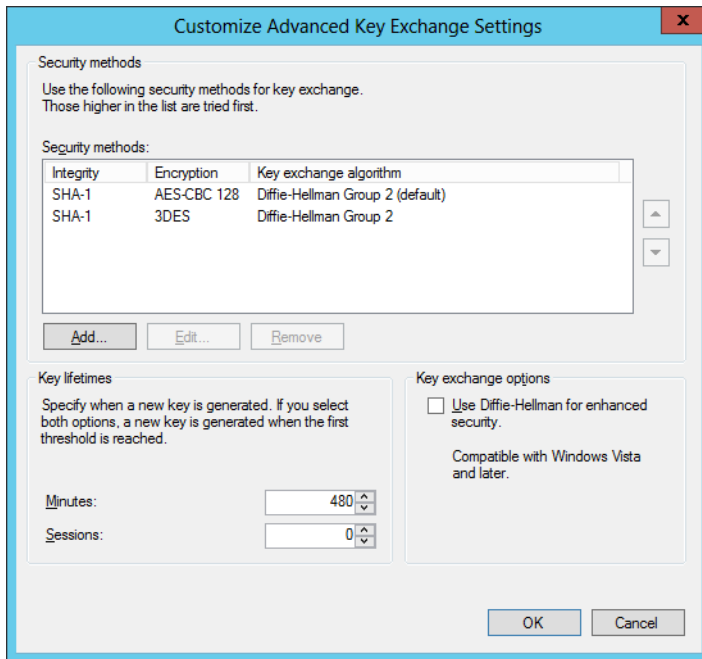 Customize Advanced Key Exchange Settings
x
Security methods
Use the following security methods for key exchange.
Those higher in the list are tried first.
Security methods:
Integrity Encryption Key exchange algorithm
SHA-1 AES-CBC 128 Diffie-Hellman Group 2 (default)
SHA-1 3DES Diffie-Hellman Group 2
Add... Edit... Remove
Key lifetimes
Specify when a new key is generated. If you select
both options, a new key is generated when the first
threshold is reached.
Minutes: 480
Sessions: 0
Key exchange options
Use Diffie-Hellman for enhanced
security.
Compatible with Windows Vista
and later.
OK Cancel